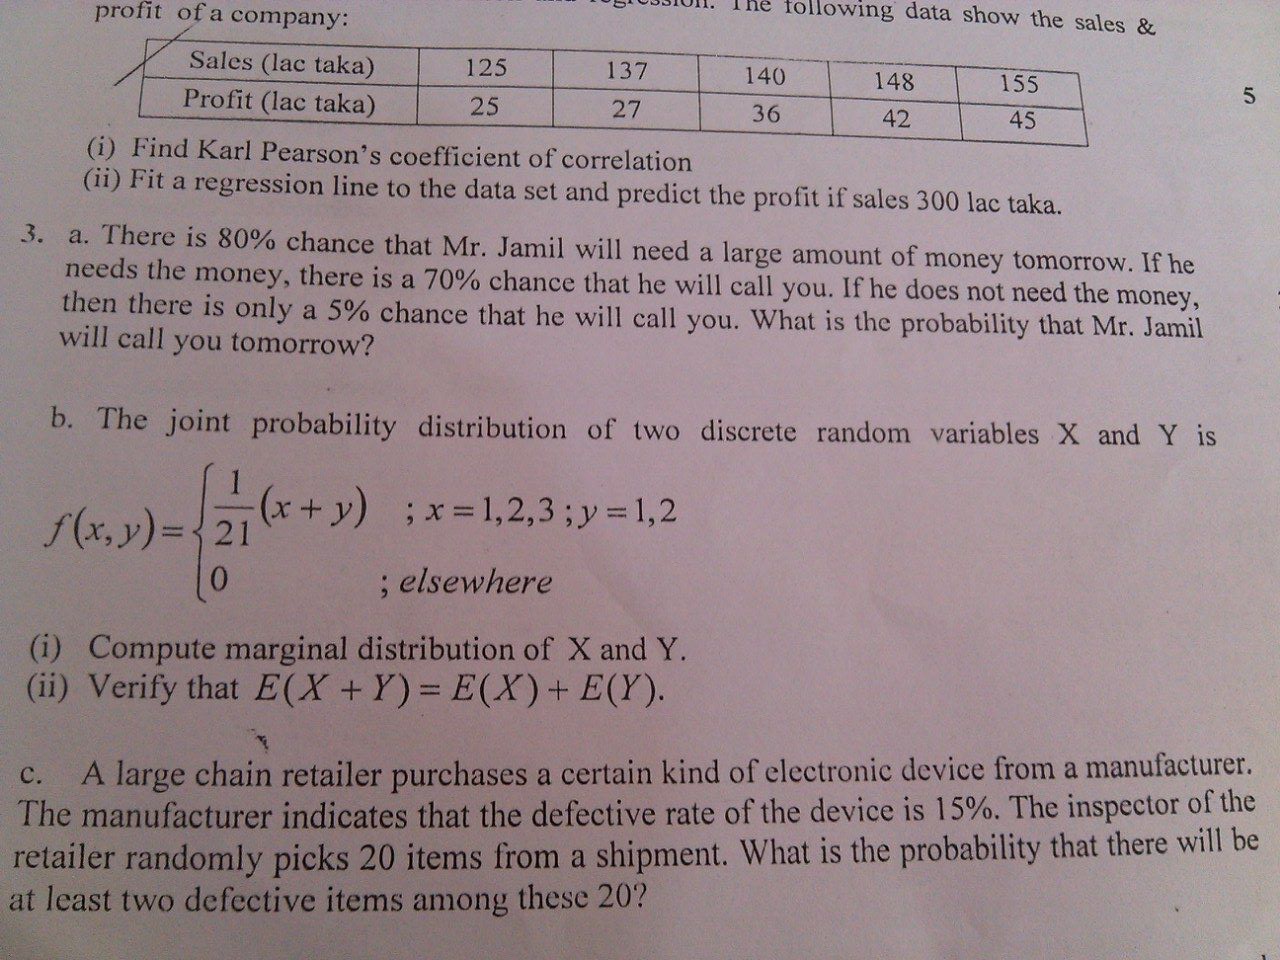 The following data show the sales &
profit of a company:
Sales (lac taka) 125 137 140 148 155
Profit (lac taka) 25 27 36 42 45
5
(i) Find Karl Pearson's coefficient of correlation
(ii) Fit a regression line to the data set and predict the profit if sales 300 lac taka.
3. a. There is 80% chance that Mr. Jamil will need a large amount of money tomorrow. If he
needs the money, there is a 70% chance that he will call you. If he does not need the money,
then there is only a 5% chance that he will call you. What is the probability that Mr. Jamil
will call you tomorrow?
b. The joint probability distribution of two discrete random variables X and Y is
f(x, y) = { 1/21 (x + y) ; x = 1,2,3 ; y = 1,2
0 ; elsewhere
(i) Compute marginal distribution of X and Y.
(ii) Verify that E(X + Y) = E(X) + E(Y).
c. A large chain retailer purchases a certain kind of electronic device from a manufacturer.
The manufacturer indicates that the defective rate of the device is 15%. The inspector of the
retailer randomly picks 20 items from a shipment. What is the probability that there will be
at least two defective items among these 20?